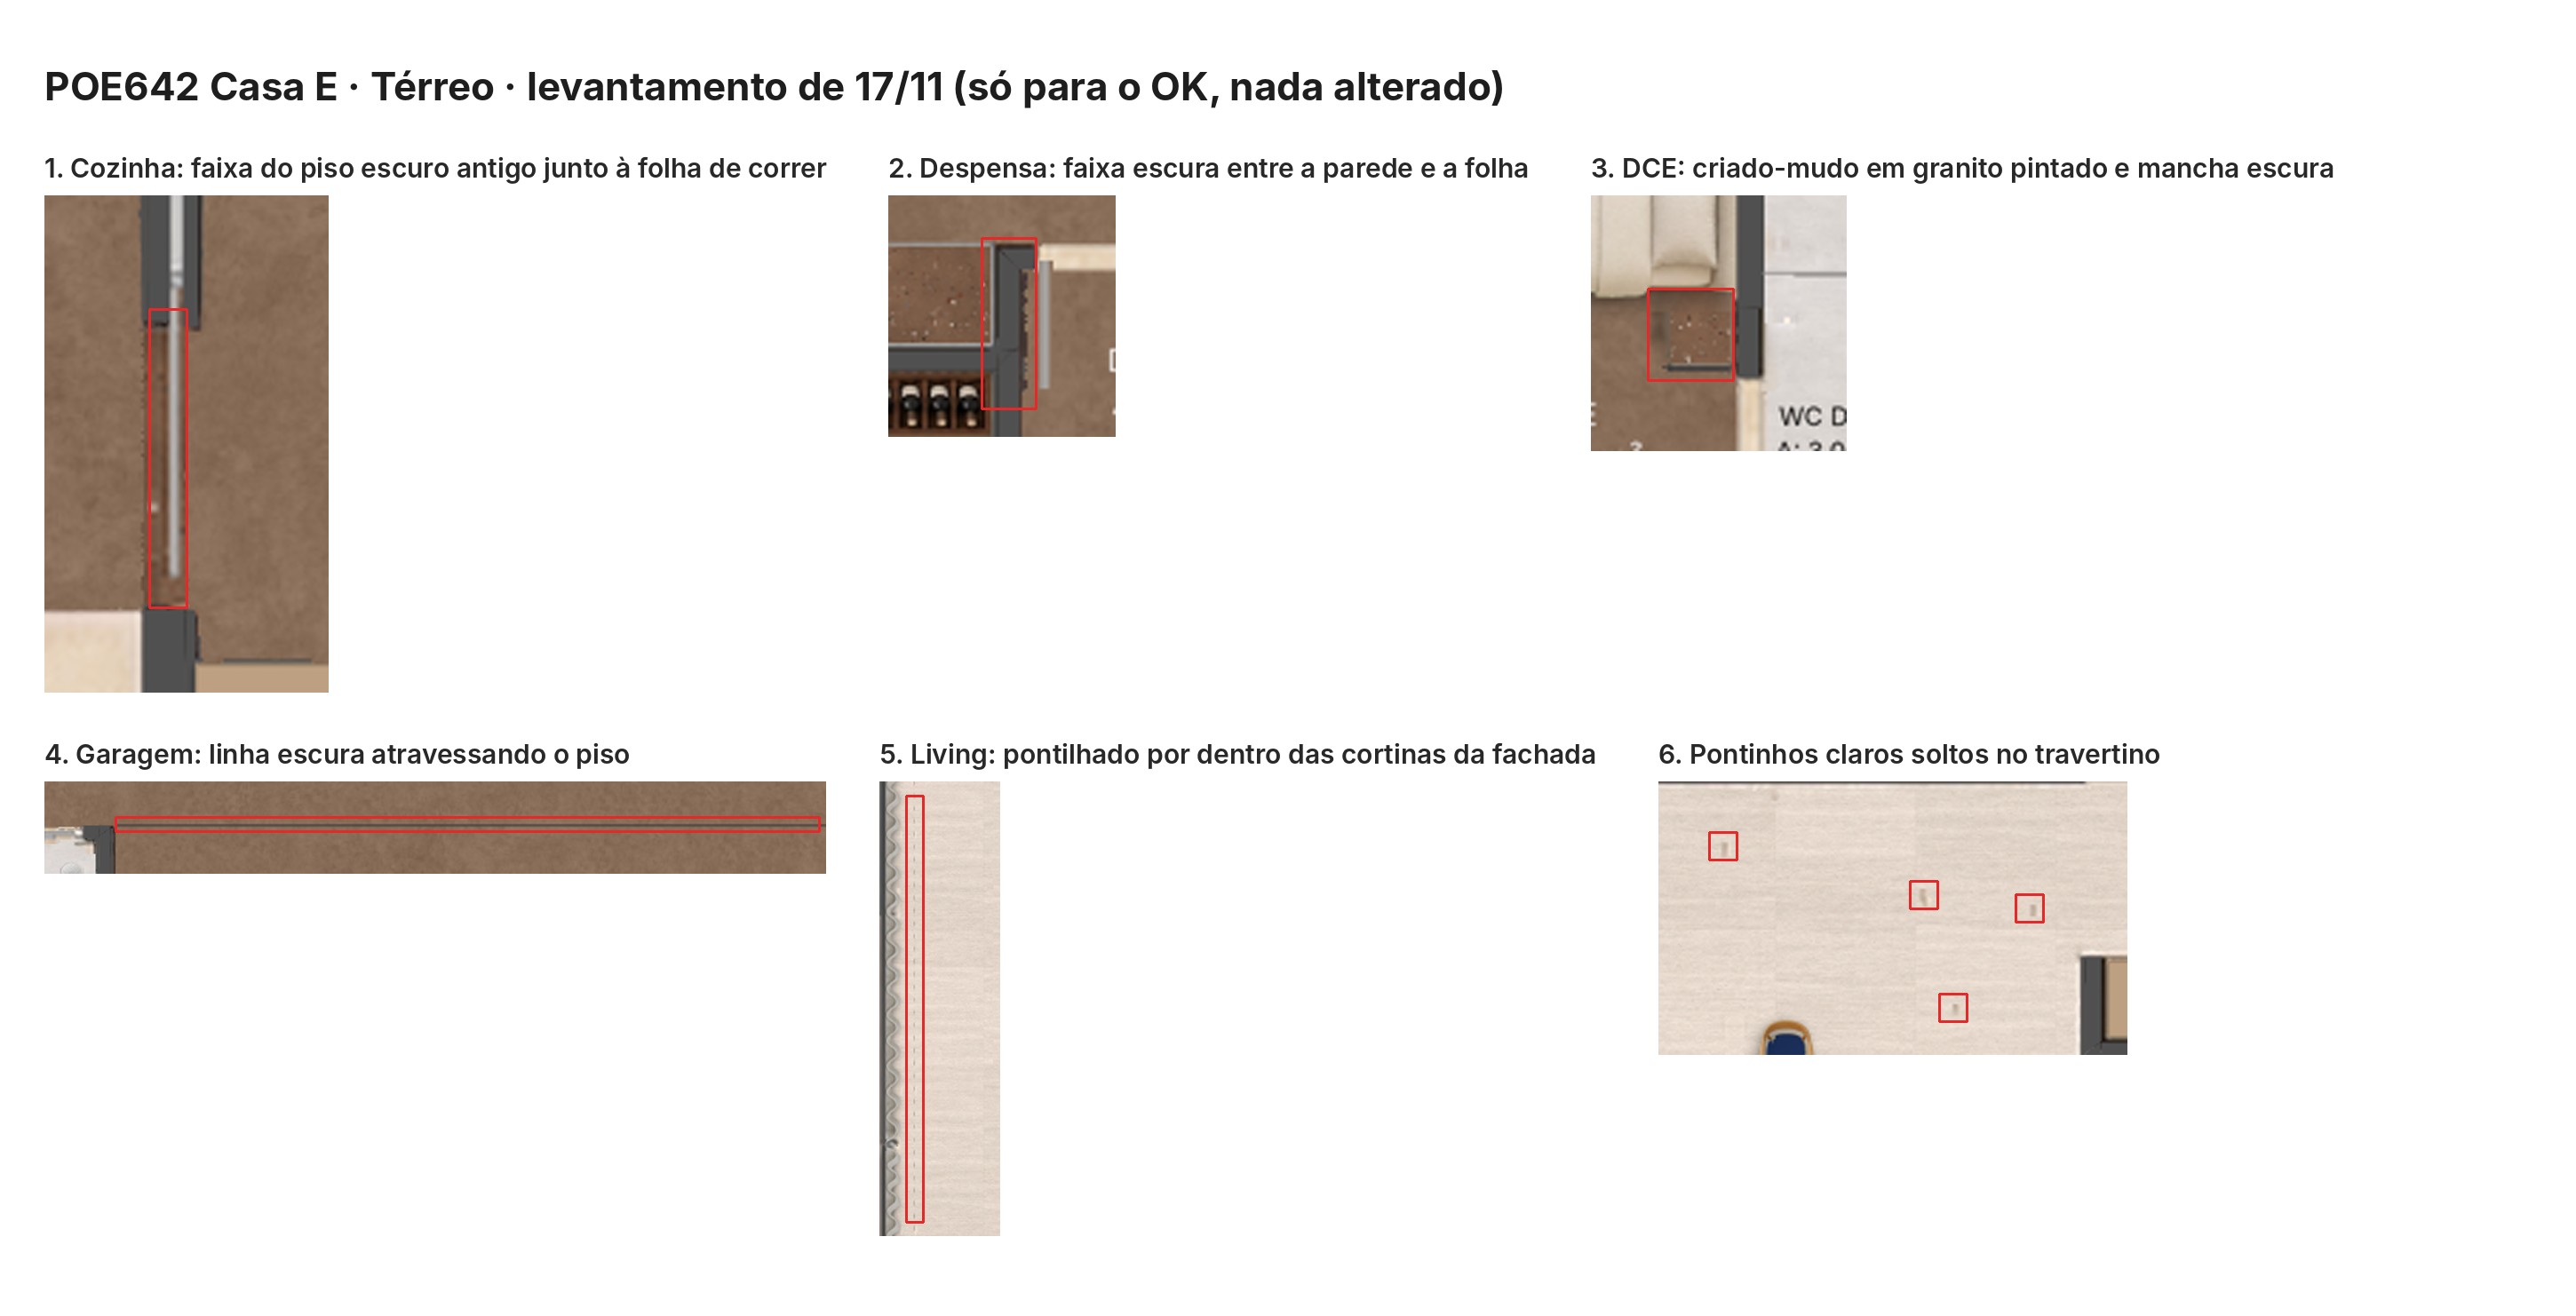 POE642 Casa E · Térreo · levantamento de 17/11 (só para o OK, nada alterado)
1. Cozinha: faixa do piso escuro antigo junto à folha de correr
2. Despensa: faixa escura entre a parede e a folha
3. DCE: criado-mudo em granito pintado e mancha escura
WC D
4. Garagem: linha escura atravessando o piso
5. Living: pontilhado por dentro das cortinas da fachada
6. Pontinhos claros soltos no travertino